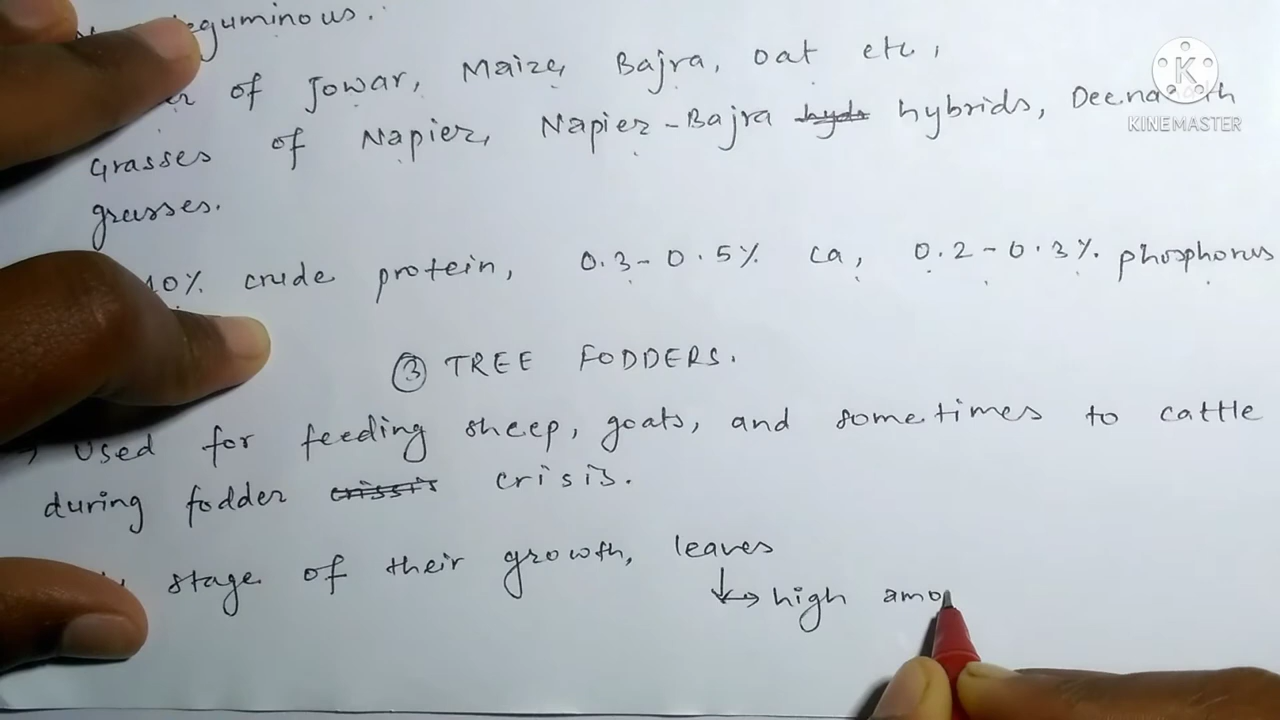 eguminous.
of Jowar, Maize, Bajra, oat etc,
Grasses of Napier, Napier-Bajra hybrids,
grasses.
10% crude protein, 0.3-0.5% ca, 0.2-0.3%. phosphorus
③ TREE FODDERS.
Used for feeding sheep, goats, and sometimes to cattle
during fodder crisis.
stage of their growth, leaves
↳ high amo
K
KINEMASTER